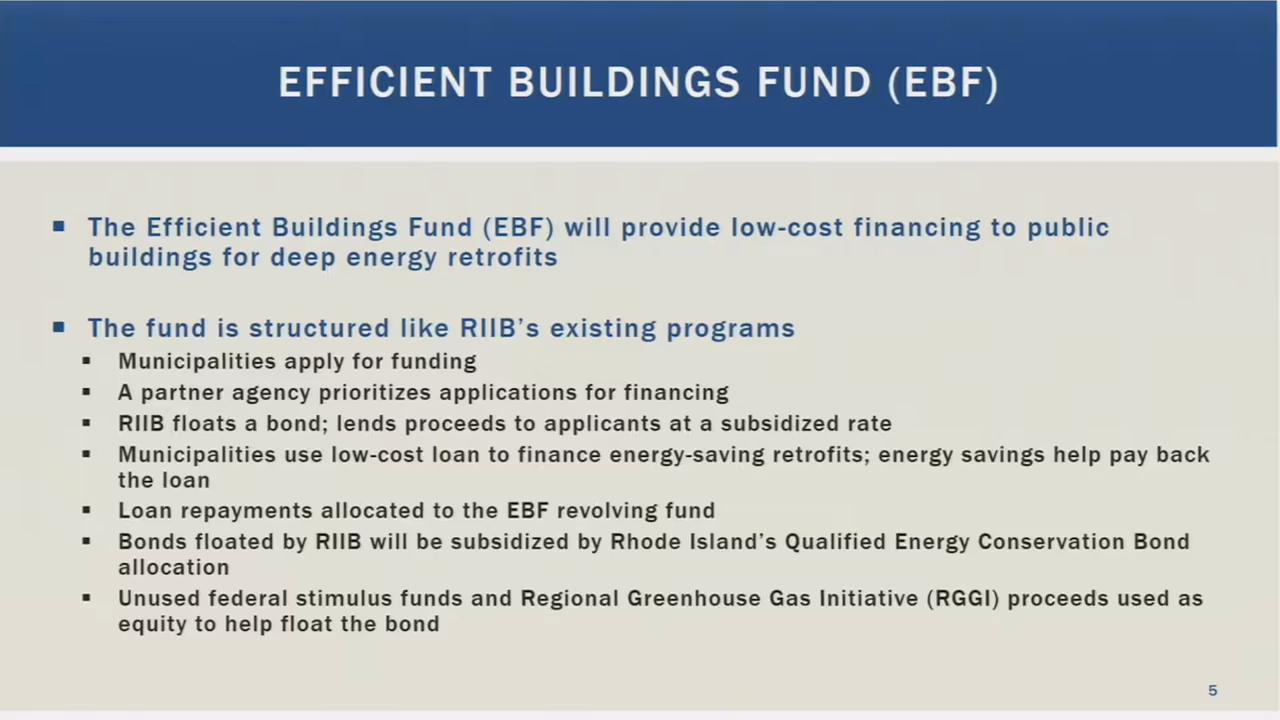 EFFICIENT BUILDINGS FUND (EBF)
▪ The Efficient Buildings Fund (EBF) will provide low-cost financing to public
buildings for deep energy retrofits
▪ The fund is structured like RIIB’s existing programs
▪ Municipalities apply for funding
▪ A partner agency prioritizes applications for financing
▪ RIIB floats a bond; lends proceeds to applicants at a subsidized rate
▪ Municipalities use low-cost loan to finance energy-saving retrofits; energy savings help pay back
the loan
▪ Loan repayments allocated to the EBF revolving fund
▪ Bonds floated by RIIB will be subsidized by Rhode Island’s Qualified Energy Conservation Bond
allocation
▪ Unused federal stimulus funds and Regional Greenhouse Gas Initiative (RGGI) proceeds used as
equity to help float the bond
5